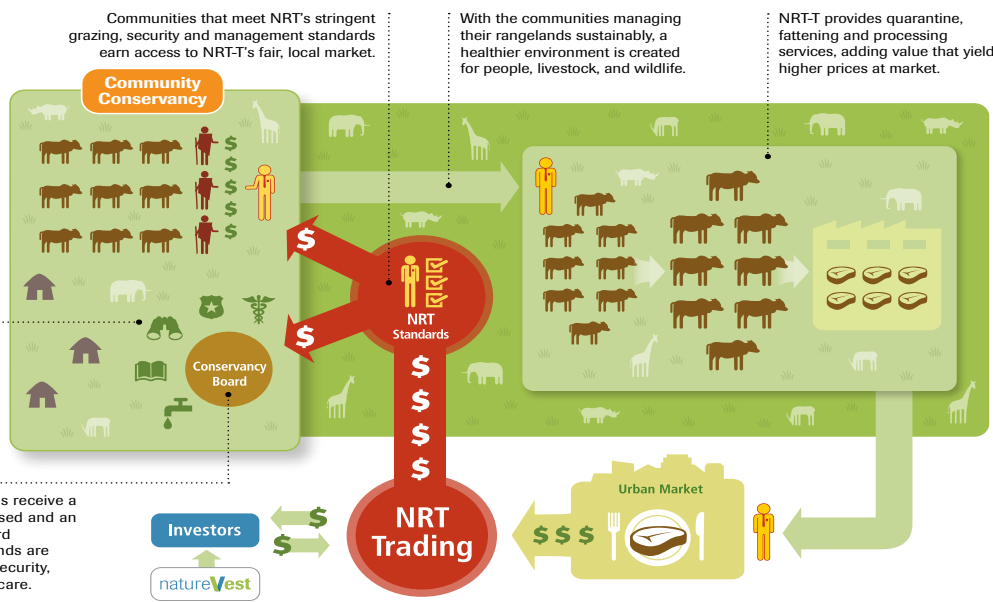 Communities that meet NRT's stringent
grazing, security and management standards
earn access to NRT-T's fair, local market.
With the communities managing
their rangelands sustainably, a
healthier environment is created
for people, livestock, and wildlife.
NRT-T provides quarantine,
fattening and processing
services, adding value that yield
higher prices at market.
Community
Conservancy
$
$
$
$
$
$
$
NRT
Standards
Conservancy
Board
$
$
$
$
s receive a
sed and an
rd
nds are
security,
care.
Investors
$
$
natureVest
NRT
Trading
$ $ $
Urban Market